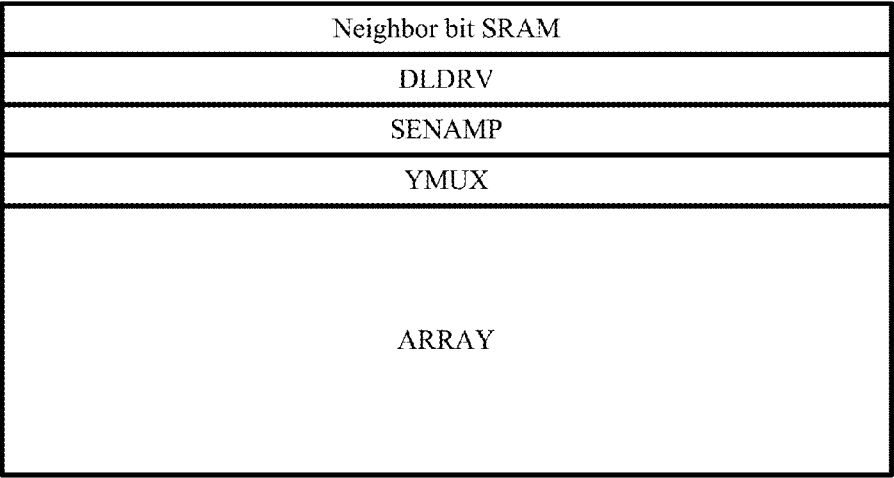 Neighbor bit SRAM
DLDRV
SENAMP
YMUX
ARRAY